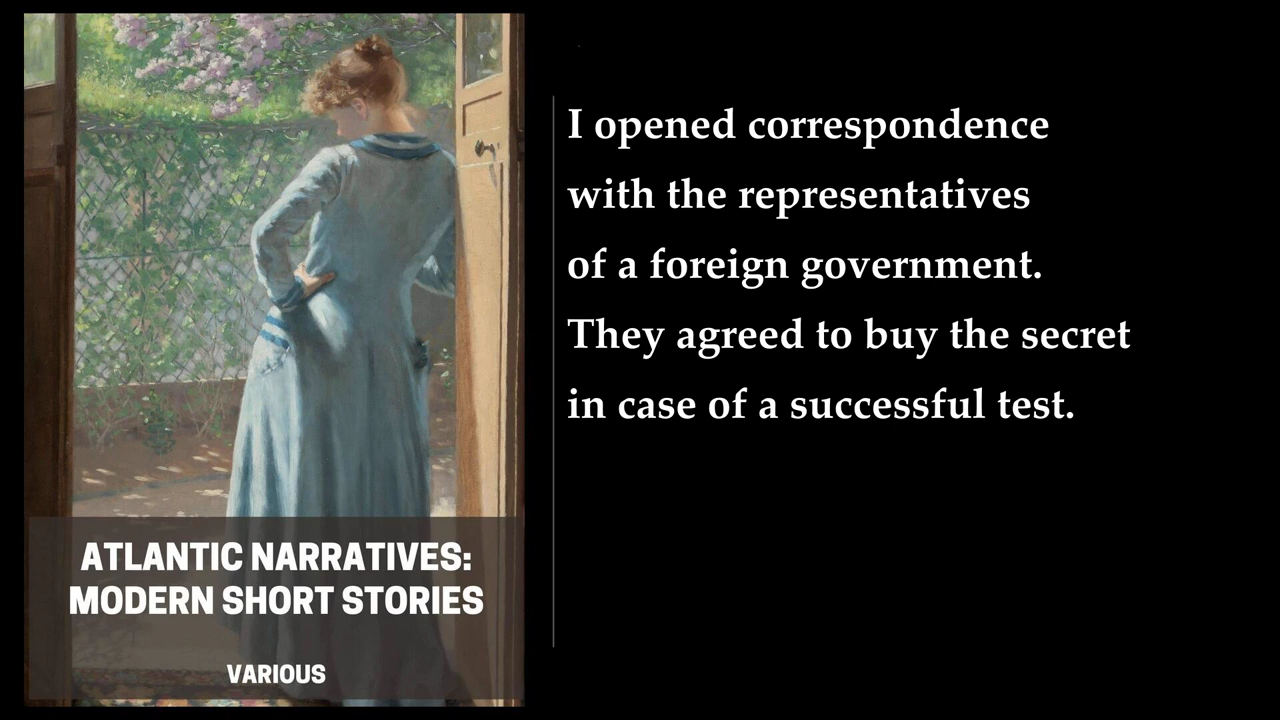 I opened correspondence
with the representatives
of a foreign government.
They agreed to buy the secret
in case of a successful test.
ATLANTIC NARRATIVES:
MODERN SHORT STORIES
VARIOUS